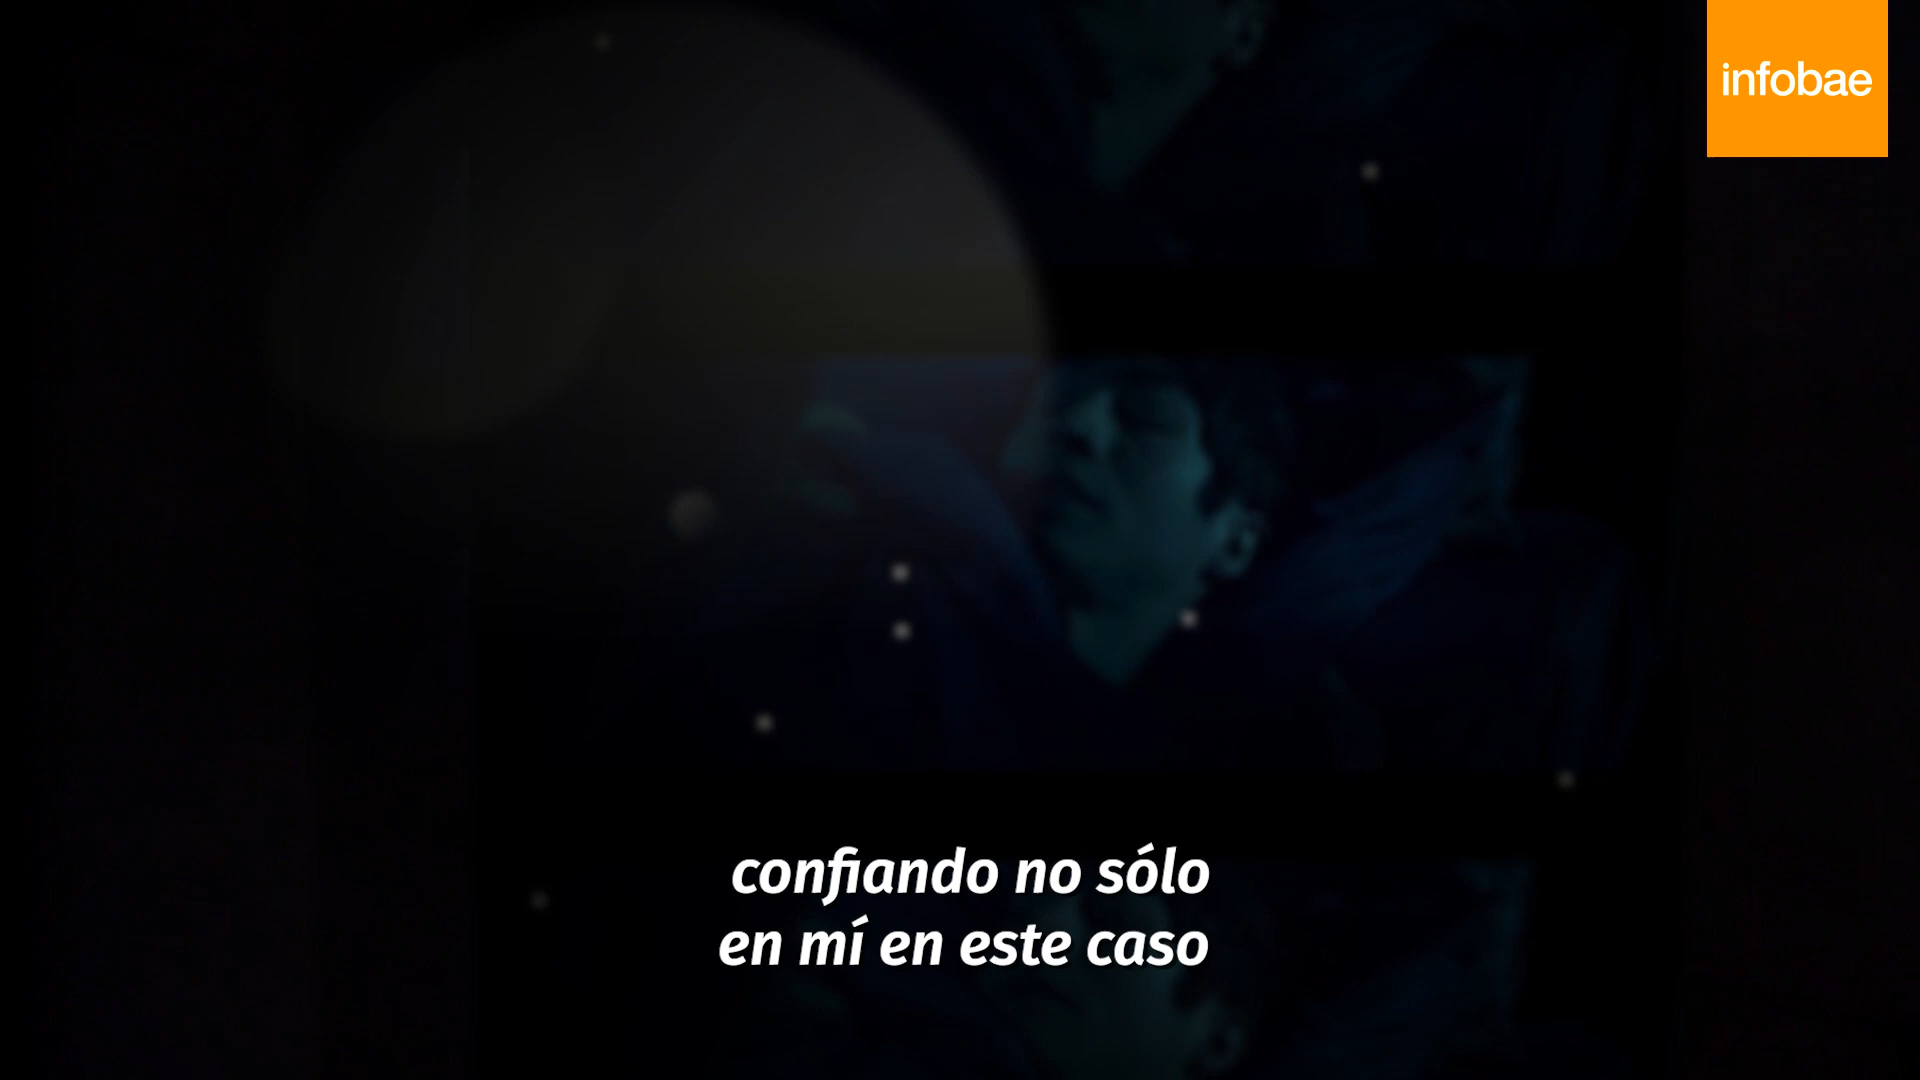 infobae
confiando no sólo
en mí en este caso